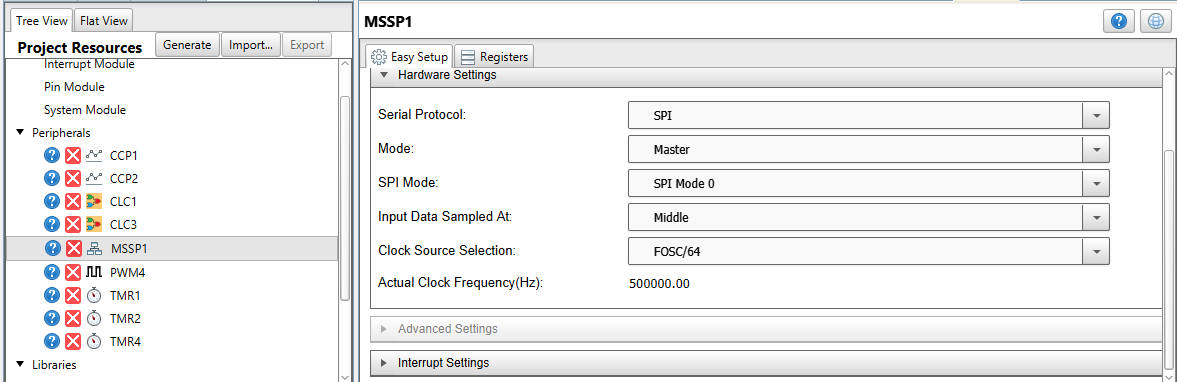 Tree View Flat View
Project Resources Generate Import... Export
Interrupt Module
Pin Module
System Module
Peripherals
? CCP1
? CCP2
? CLC1
? CLC3
? MSSP1
? PWM4
? TMR1
? TMR2
? TMR4
Libraries
MSSP1 ?
Easy Setup Registers
Hardware Settings
Serial Protocol: SPI
Mode: Master
SPI Mode: SPI Mode 0
Input Data Sampled At: Middle
Clock Source Selection: FOSC/64
Actual Clock Frequency(Hz): 500000.00
Advanced Settings
Interrupt Settings